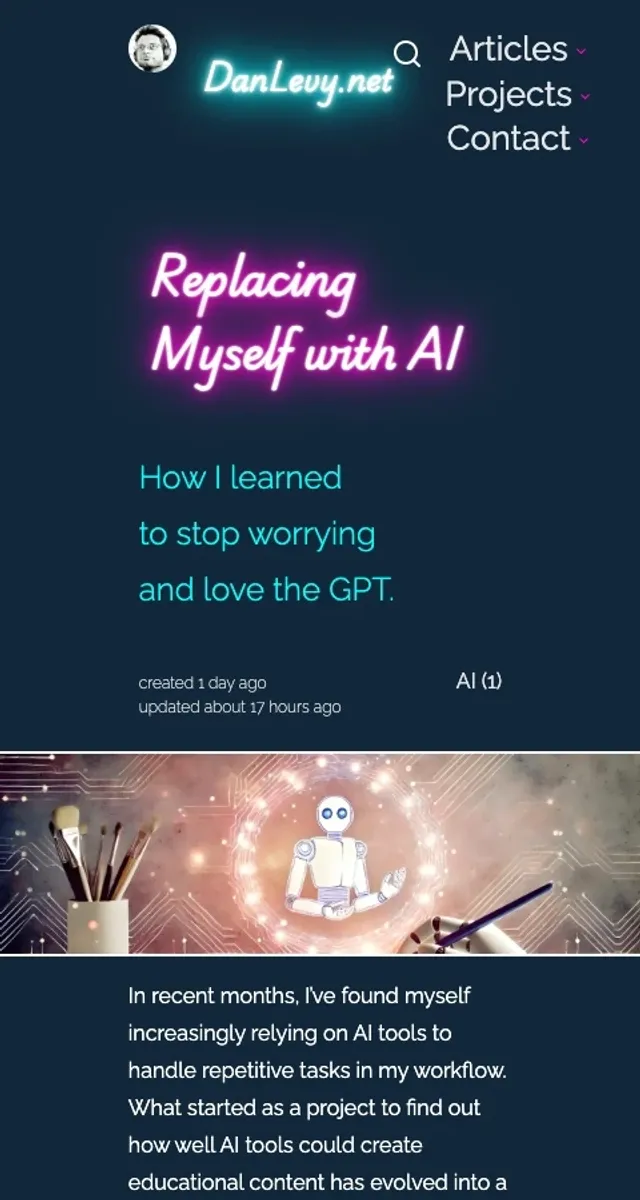 DanLevy.net
Articles
Projects
Contact
Replacing
Myself with AI
How I learned
to stop worrying
and love the GPT.
created 1 day ago
updated about 17 hours ago
AI (1)
In recent months, I've found myself
increasingly relying on AI tools to
handle repetitive tasks in my workflow.
What started as a project to find out
how well AI tools could create
educational content has evolved into a